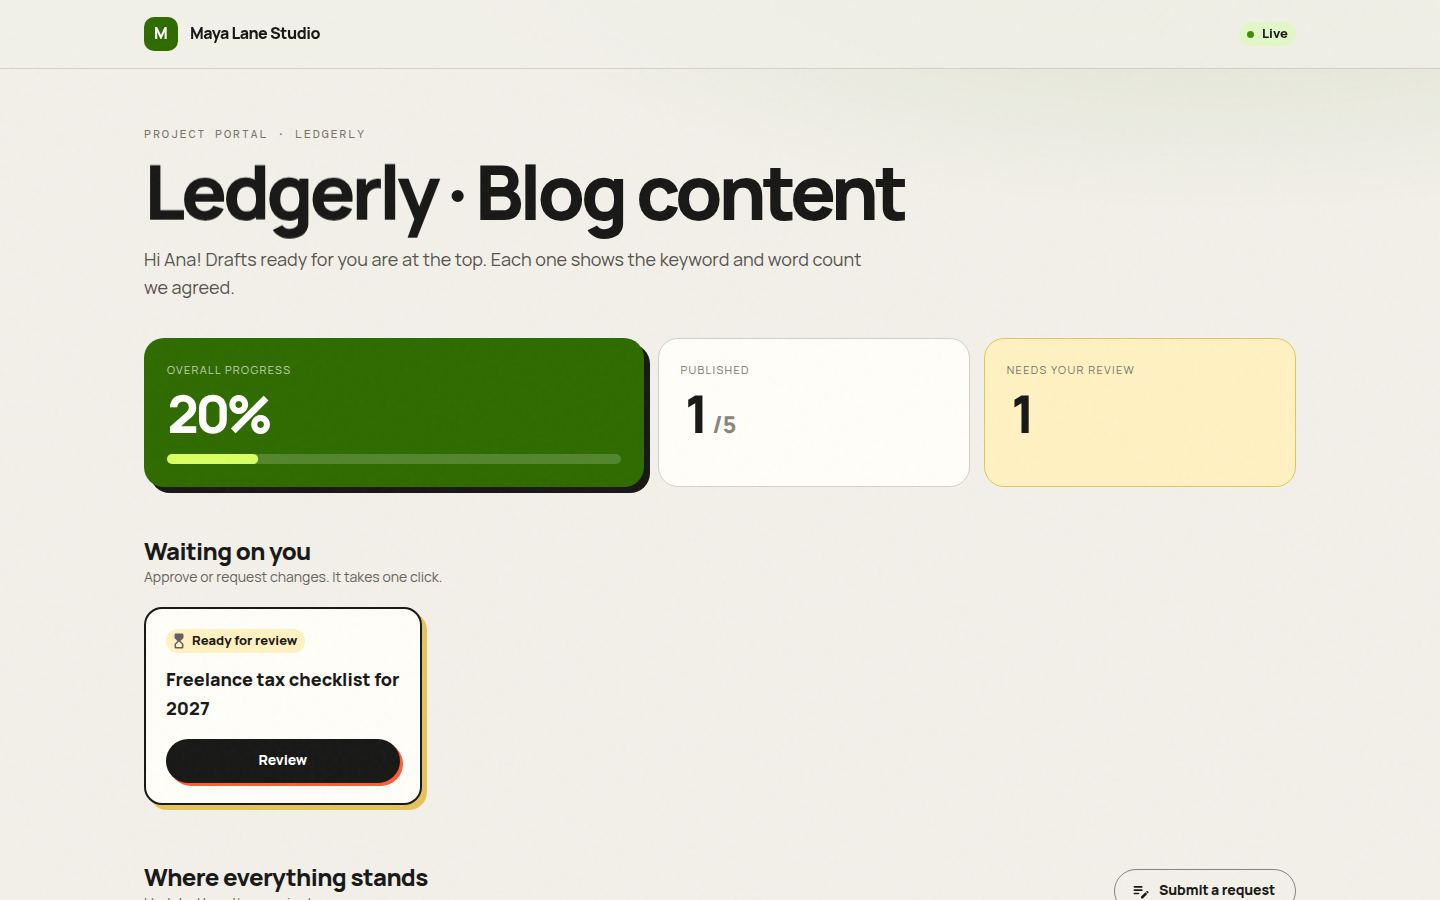 M
Maya Lane Studio
Live
PROJECT PORTAL · LEDGERLY
Ledgerly · Blog content
Hi Ana! Drafts ready for you are at the top. Each one shows the keyword and word count
we agreed.
OVERALL PROGRESS
20%
PUBLISHED
1 /5
NEEDS YOUR REVIEW
1
Waiting on you
Approve or request changes. It takes one click.
Ready for review
Freelance tax checklist for
2027
Review
Where everything stands
Submit a request